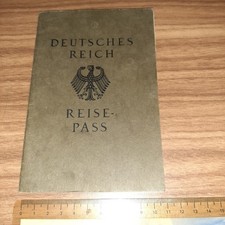 DEUTSCHES
REICH
REISE-
PASS